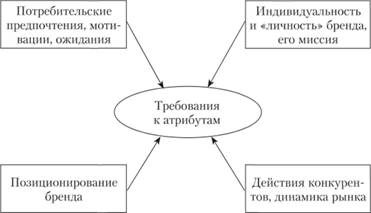 Потребительские
предпочтения, моти-
вации, ожидания
Индивидуальность
и «личность» бренда,
его миссия
Требования
к атрибутам
Позиционирование
бренда
Действия конкурен-
тов, динамика рынка